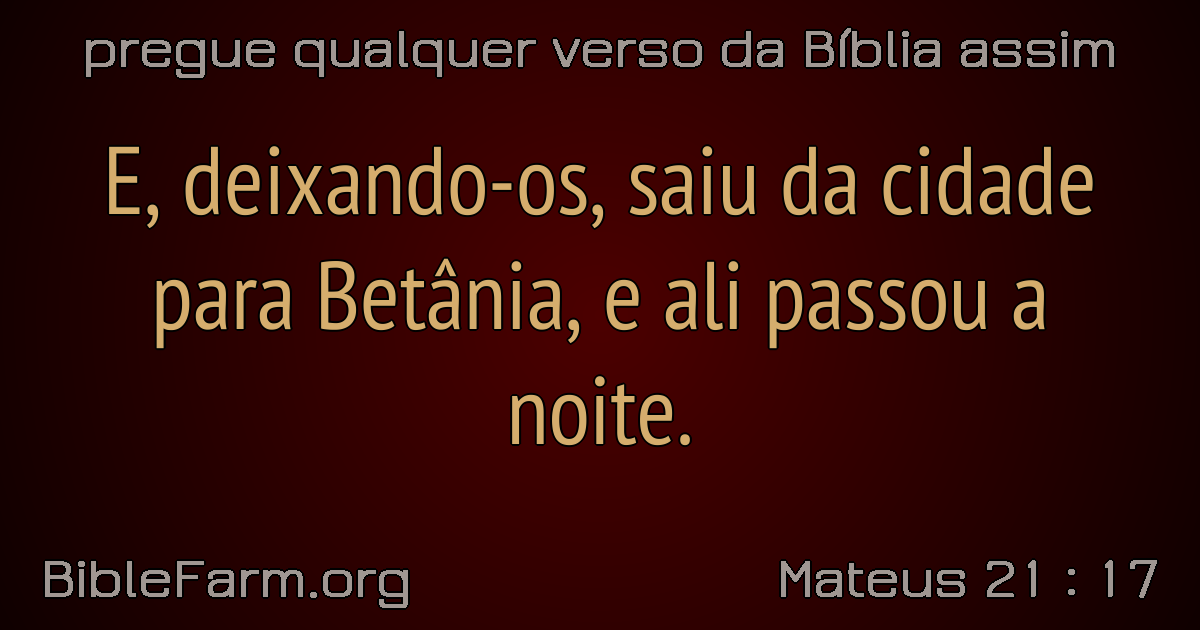 pregue qualquer verso da Bíblia assim
E, deixando-os, saiu da cidade
para Betânia, e ali passou a
noite.
BibleFarm.org
Mateus 21 : 17